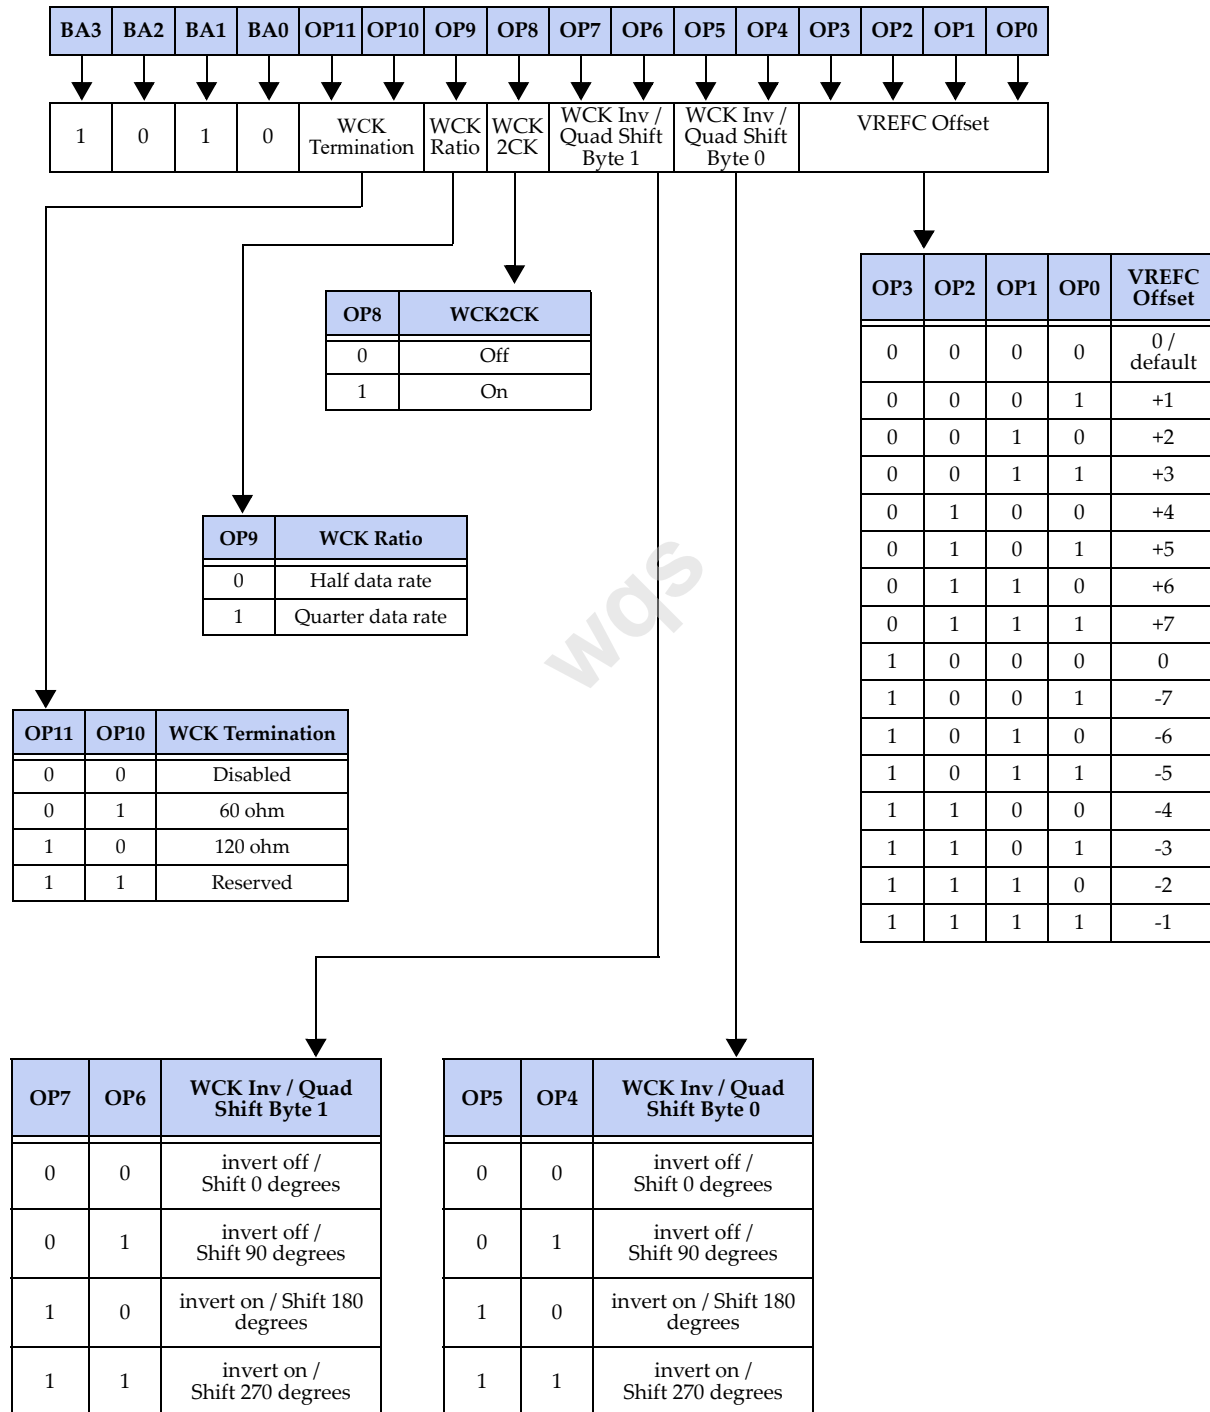 BA3 BA2 BA1 BA0 OP11 OP10 OP9 OP8 OP7 OP6 OP5 OP4 OP3 OP2 OP1 OP0
1 0 1 0
WCK
Termination
WCK
Ratio
WCK
2CK
WCK Inv /
Quad Shift
Byte 1
WCK Inv /
Quad Shift
Byte 0
VREFC Offset
OP8 WCK2CK
0 Off
1 On
OP9 WCK Ratio
0 Half data rate
1 Quarter data rate
OP11 OP10 WCK Termination
0 0 Disabled
0 1 60 ohm
1 0 120 ohm
1 1 Reserved
OP3 OP2 OP1 OP0 VREFC
Offset
0 0 0 0 0 /
default
0 0 0 1 +1
0 0 1 0 +2
0 0 1 1 +3
0 1 0 0 +4
0 1 0 1 +5
0 1 1 0 +6
0 1 1 1 +7
1 0 0 0 0
1 0 0 1 -7
1 0 1 0 -6
1 0 1 1 -5
1 1 0 0 -4
1 1 0 1 -3
1 1 1 0 -2
1 1 1 1 -1
wqs
OP7 OP6 WCK Inv / Quad
Shift Byte 1
0 0 invert off /
Shift 0 degrees
0 1 invert off /
Shift 90 degrees
1 0 invert on / Shift 180
degrees
1 1 invert on /
Shift 270 degrees
OP5 OP4 WCK Inv / Quad
Shift Byte 0
0 0 invert off /
Shift 0 degrees
0 1 invert off /
Shift 90 degrees
1 0 invert on / Shift 180
degrees
1 1 invert on /
Shift 270 degrees